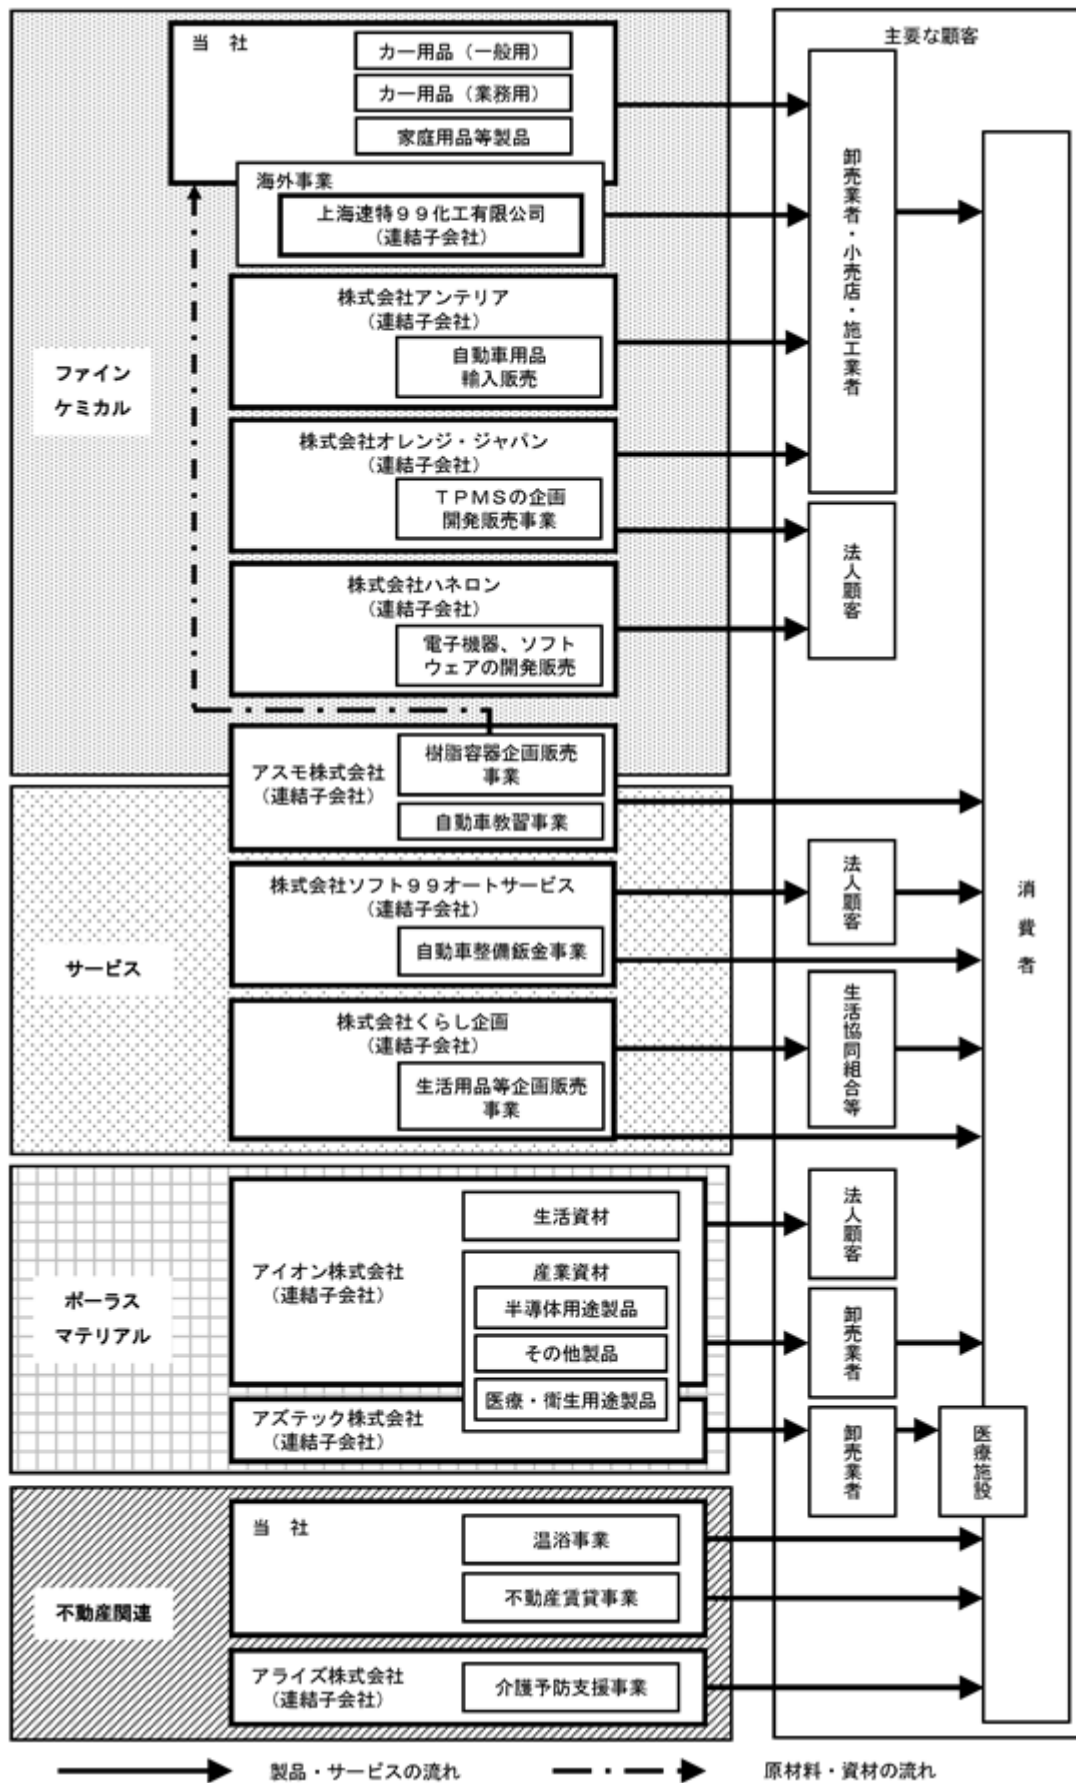 当　社
カー用品（一般用）
カー用品（業務用）
家庭用品等製品
海外事業
上海速特９９化工有限公司
（連結子会社）
株式会社アンテリア
（連結子会社）
自動車用品
輸入販売
ファイン
ケミカル
株式会社オレンジ・ジャパン
（連結子会社）
ＴＰＭＳの企画
開発販売事業
株式会社ハネロン
（連結子会社）
電子機器、ソフト
ウェアの開発販売
アスモ株式会社
（連結子会社）
樹脂容器企画販売
事業
自動車教習事業
株式会社ソフト９９オートサービス
（連結子会社）
自動車整備鈑金事業
サービス
株式会社くらし企画
（連結子会社）
生活用品等企画販売
事業
アイオン株式会社
（連結子会社）
生活資材
産業資材
半導体用途製品
その他製品
医療・衛生用途製品
ポーラス
マテリアル
アズテック株式会社
（連結子会社）
当　社
温浴事業
不動産賃貸事業
不動産関連
アライズ株式会社
（連結子会社）
介護予防支援事業
主要な顧客
卸売業者・小売店・施工業者
法人顧客
法人顧客
生活協同組合等
法人顧客
卸売業者
卸売業者
医療施設
消費者
製品・サービスの流れ
原材料・資材の流れ